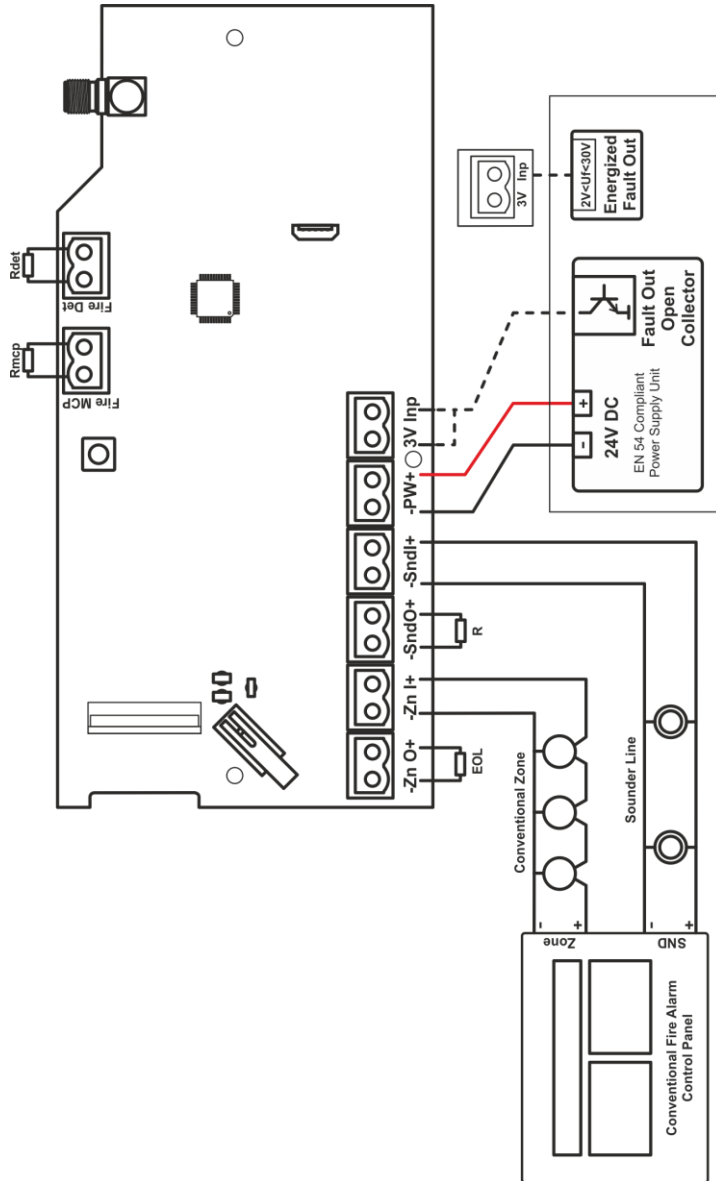 Rdet
Fire Det
Rmcp
Fire MCP
3V Inp
2V<Uf<30V
Energized
Fault Out
Fault Out
Open
Collector
+
-
24V DC
EN 54 Compliant
Power Supply Unit
3V Inp
-PW+
-SndI+
-SndO+
R
-Zn I+
-Zn O+
EOL
Conventional Zone
Sounder Line
-
+
Zone
-
+
SND
Conventional Fire Alarm
Control Panel